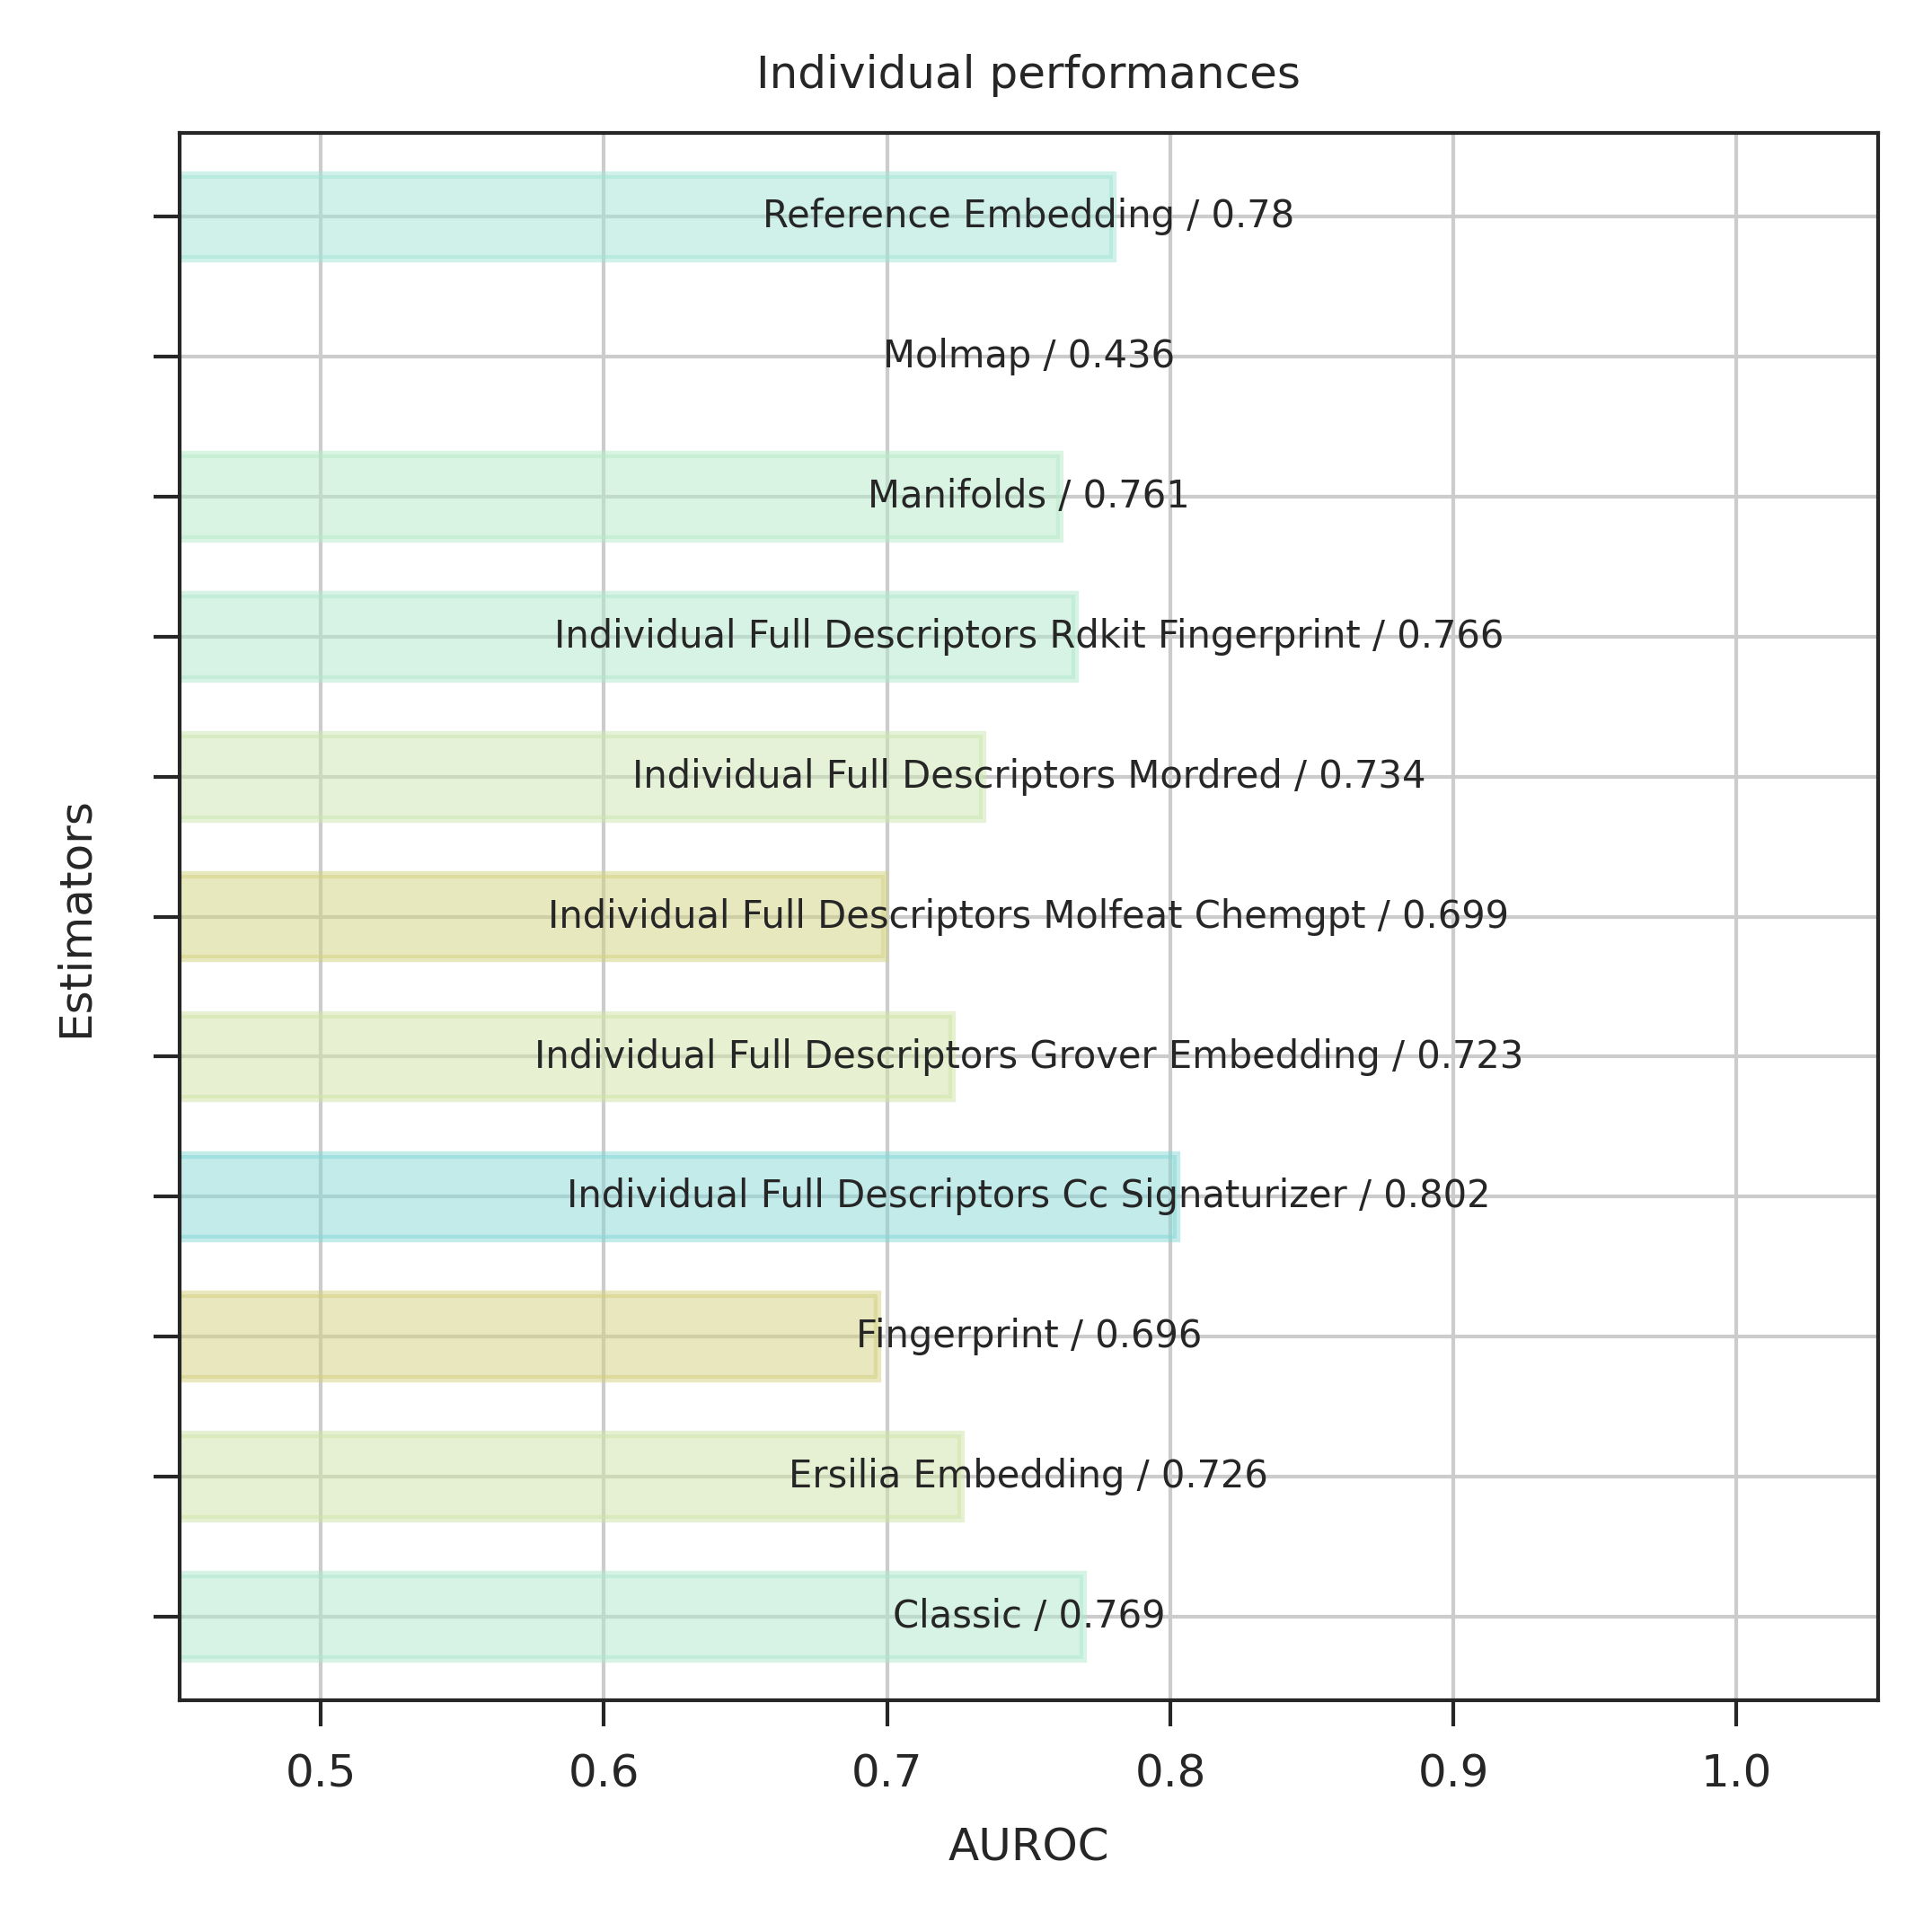 Individual performances
Reference Embedding / 0.78
Molmap / 0.436
Manifolds / 0.761
Individual Full Descriptors Rdkit Fingerprint / 0.766
Individual Full Descriptors Mordred / 0.734
Individual Full Descriptors Molfeat Chemgpt / 0.699
Individual Full Descriptors Grover Embedding / 0.723
Individual Full Descriptors Cc Signaturizer / 0.802
Fingerprint / 0.696
Ersilia Embedding / 0.726
Classic / 0.769
Estimators
0.5 0.6 0.7 0.8 0.9 1.0
AUROC